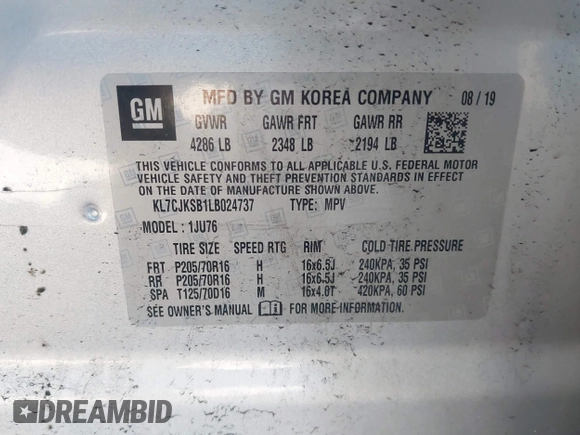 GM MFD BY GM KOREA COMPANY 08 / 19
GVWR GAWR FRT GAWR RR
4286 LB 2348 LB 2194 LB
THIS VEHICLE CONFORMS TO ALL APPLICABLE U.S. FEDERAL MOTOR
VEHICLE SAFETY AND THEFT PREVENTION STANDARDS IN EFFECT
ON THE DATE OF MANUFACTURE SHOWN ABOVE.
KL7CJKSB1LB024737 TYPE: MPV
MODEL : 1JU76
TIRE SIZE SPEED RTG RIM COLD TIRE PRESSURE
FRT P205/70R16 H 16x6.5J 240KPA, 35 PSI
RR P205/70R16 H 16x6.5J 240KPA, 35 PSI
SPA T125/70D16 M 16x4.0T 420KPA, 60 PSI
SEE OWNER'S MANUAL FOR MORE INFORMATION.
DREAMBID